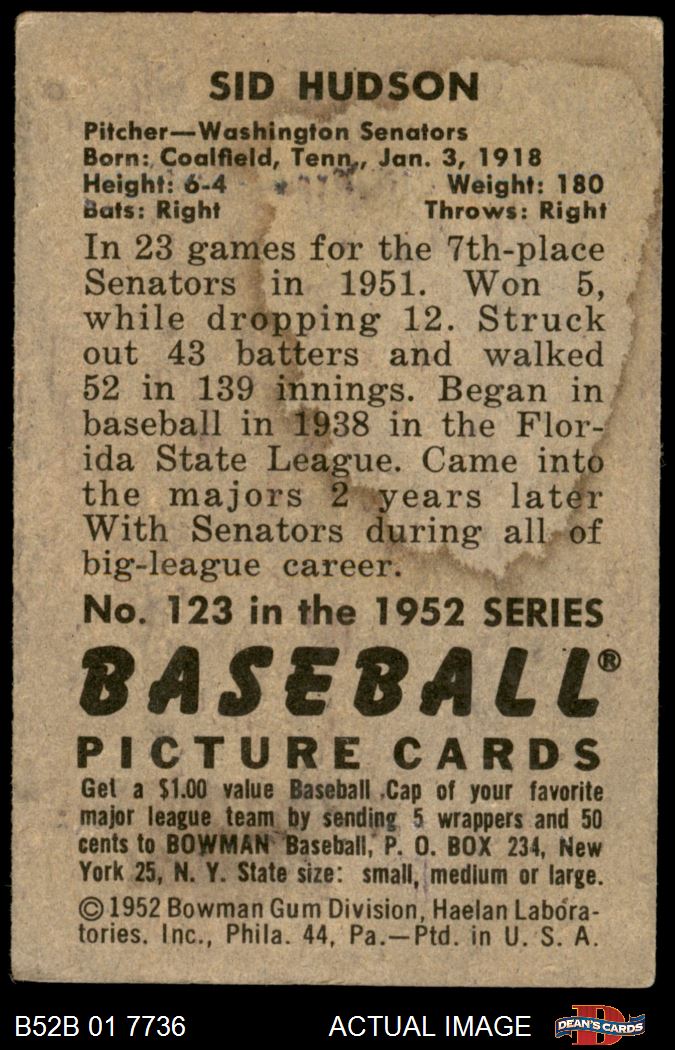 SID HUDSON
Pitcher—Washington Senators
Born: Coalfield, Tenn., Jan. 3, 1918
Height: 6-4 Weight: 180
Bats: Right Throws: Right
In 23 games for the 7th-place
Senators in 1951. Won 5,
while dropping 12. Struck
out 43 batters and walked
52 in 139 innings. Began in
baseball in 1938 in the Flor-
ida State League. Came into
the majors 2 years later
With Senators during all of
big-league career.
No. 123 in the 1952 SERIES
BASEBALL®
PICTURE CARDS
Get a $1.00 value Baseball Cap of your favorite
major league team by sending 5 wrappers and 50
cents to BOWMAN Baseball, P. O. BOX 234, New
York 25, N. Y. State size: small, medium or large.
©1952 Bowman Gum Division, Haelan Labora-
tories. Inc., Phila. 44, Pa.—Ptd. in U. S. A.
B52B 01 7736 ACTUAL IMAGE DEAN'S CARDS